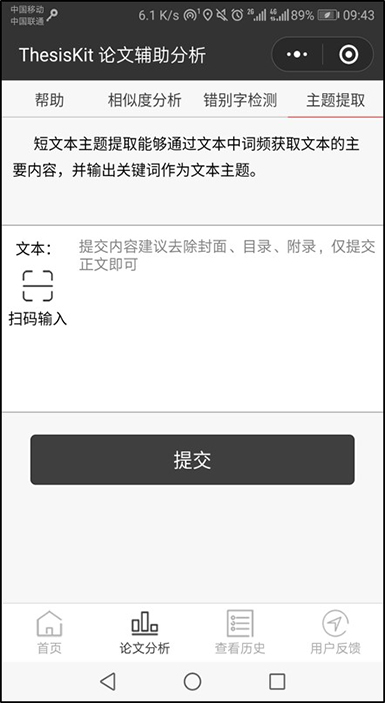 中国移动
中国联通
6.1 K/s
2G
4G
89%
09:43
ThesisKit 论文辅助分析
帮助
相似度分析
错别字检测
主题提取
短文本主题提取能够通过文本中词频获取文本的主
要内容，并输出关键词作为文本主题。
文本：
提交内容建议去除封面、目录、附录，仅提交
正文即可
扫码输入
提交
首页
论文分析
查看历史
用户反馈